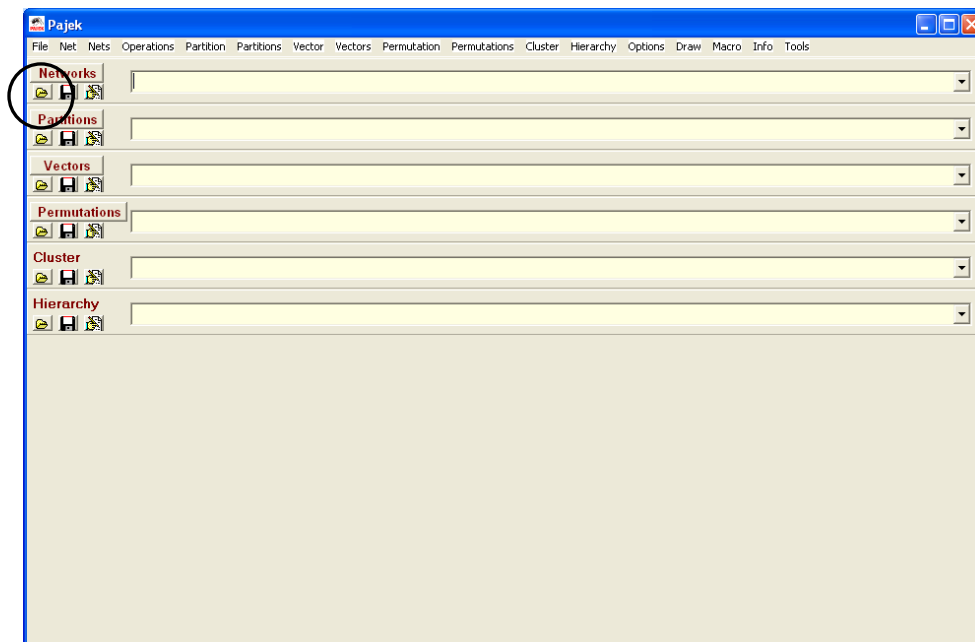 Pajek
File Net Nets Operations Partition Partitions Vector Vectors Permutation Permutations Cluster Hierarchy Options Draw Macro Info Tools
Networks
Partitions
Vectors
Permutations
Cluster
Hierarchy